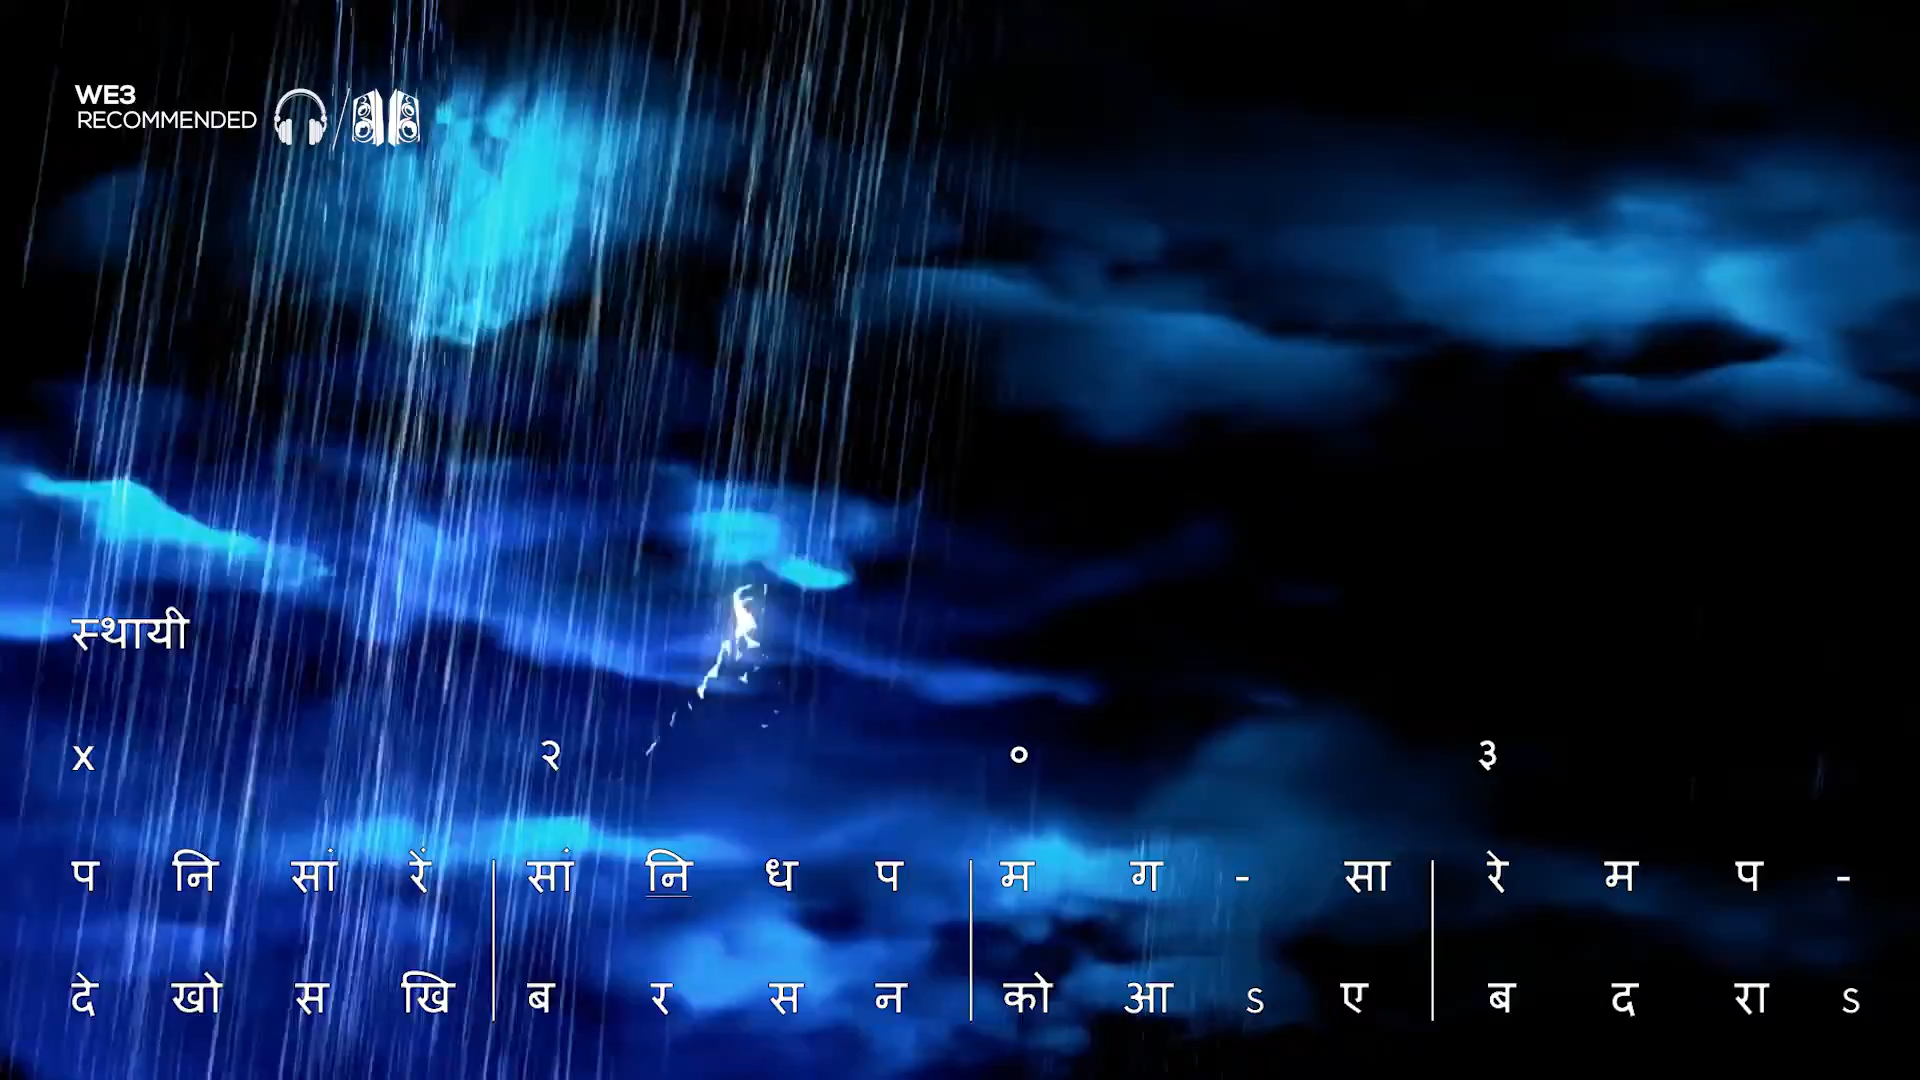 WE3
RECOMMENDED
स्थायी
x २ ० ३
प नि सां रें | सां नि ध प | म ग - सा | रे म प -
दे खो स खि | ब र स न | को आ S ए | ब द रा S